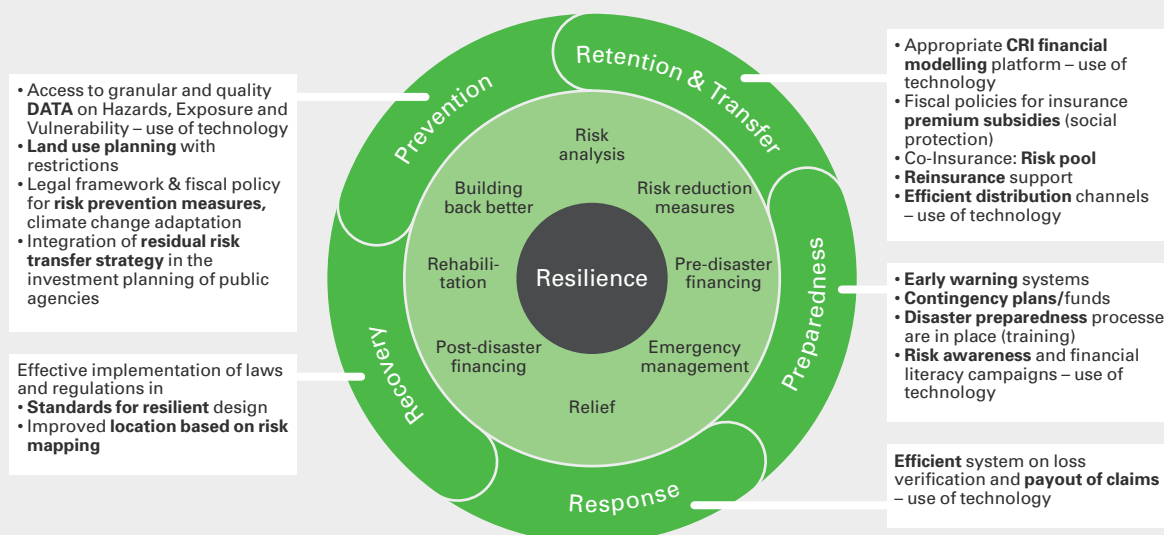 Prevention
Retention & Transfer
Preparedness
Response
Recovery
Risk
analysis
Risk reduction
measures
Pre-disaster
financing
Emergency
management
Relief
Post-disaster
financing
Rehabili-
tation
Building
back better
Resilience
• Access to granular and quality
DATA on Hazards, Exposure and
Vulnerability – use of technology
• Land use planning with
restrictions
• Legal framework & fiscal policy
for risk prevention measures,
climate change adaptation
• Integration of residual risk
transfer strategy in the
investment planning of public
agencies
Effective implementation of laws
and regulations in
• Standards for resilient design
• Improved location based on risk
mapping
• Appropriate CRI financial
modelling platform – use of
technology
• Fiscal policies for insurance
premium subsidies (social
protection)
• Co-Insurance: Risk pool
• Reinsurance support
• Efficient distribution channels
– use of technology
• Early warning systems
• Contingency plans/funds
• Disaster preparedness processe
are in place (training)
• Risk awareness and financial
literacy campaigns – use of
technology
Efficient system on loss
verification and payout of claims
– use of technology